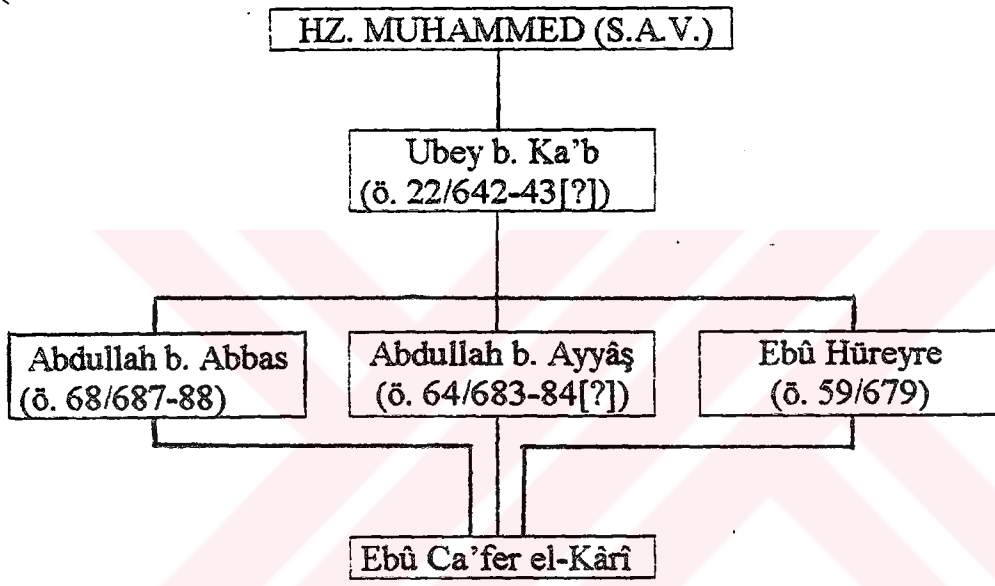 HZ. MUHAMMED (S.A.V.)
Ubey b. Ka'b
(ö. 22/642-43[?])
Abdullah b. Abbas
(ö. 68/687-88)
Abdullah b. Ayyâş
(ö. 64/683-84[?])
Ebû Hüreyre
(ö. 59/679)
Ebû Ca'fer el-Kârî